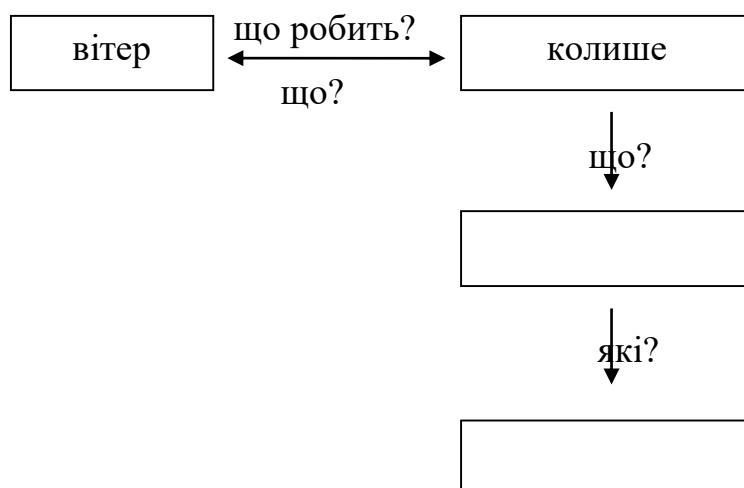 вітер
що робить?
що?
колише
що?
які?